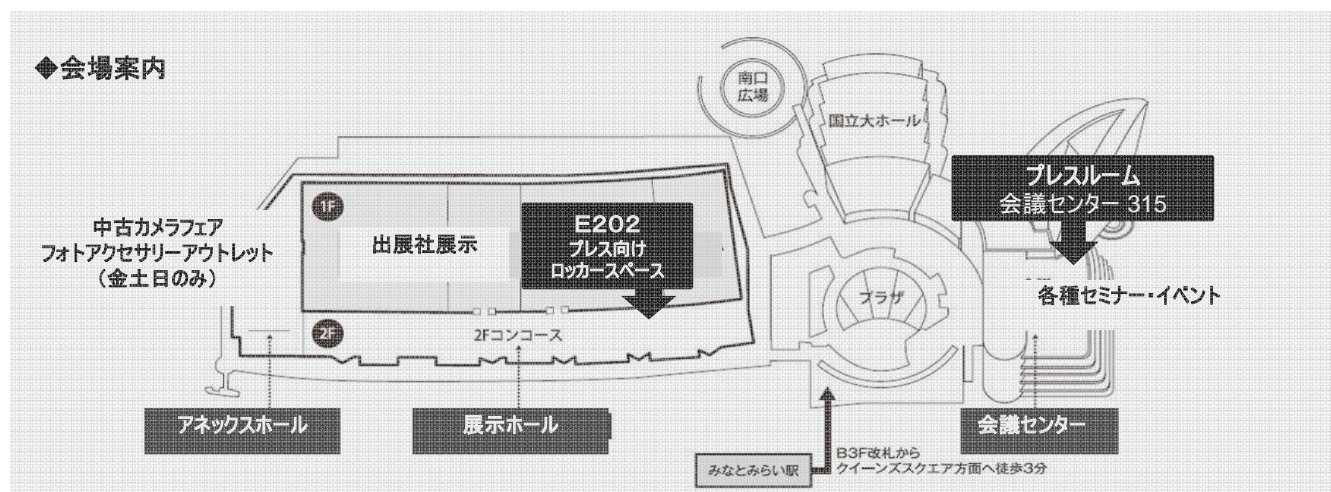 ◆会場案内
南口
広場
国立大ホール
プレスルーム
会議センター 315
1F
出展社展示
E202
プレス向け
ロッカースペース
中古カメラフェア
フォトアクセサリーアウトレット
(金土日のみ)
プラザ
各種セミナー・イベント
2F
2Fコンコース
アネックスホール
展示ホール
会議センター
みなとみらい駅
B3F改札から
クイーンズスクエア方面へ徒歩3分